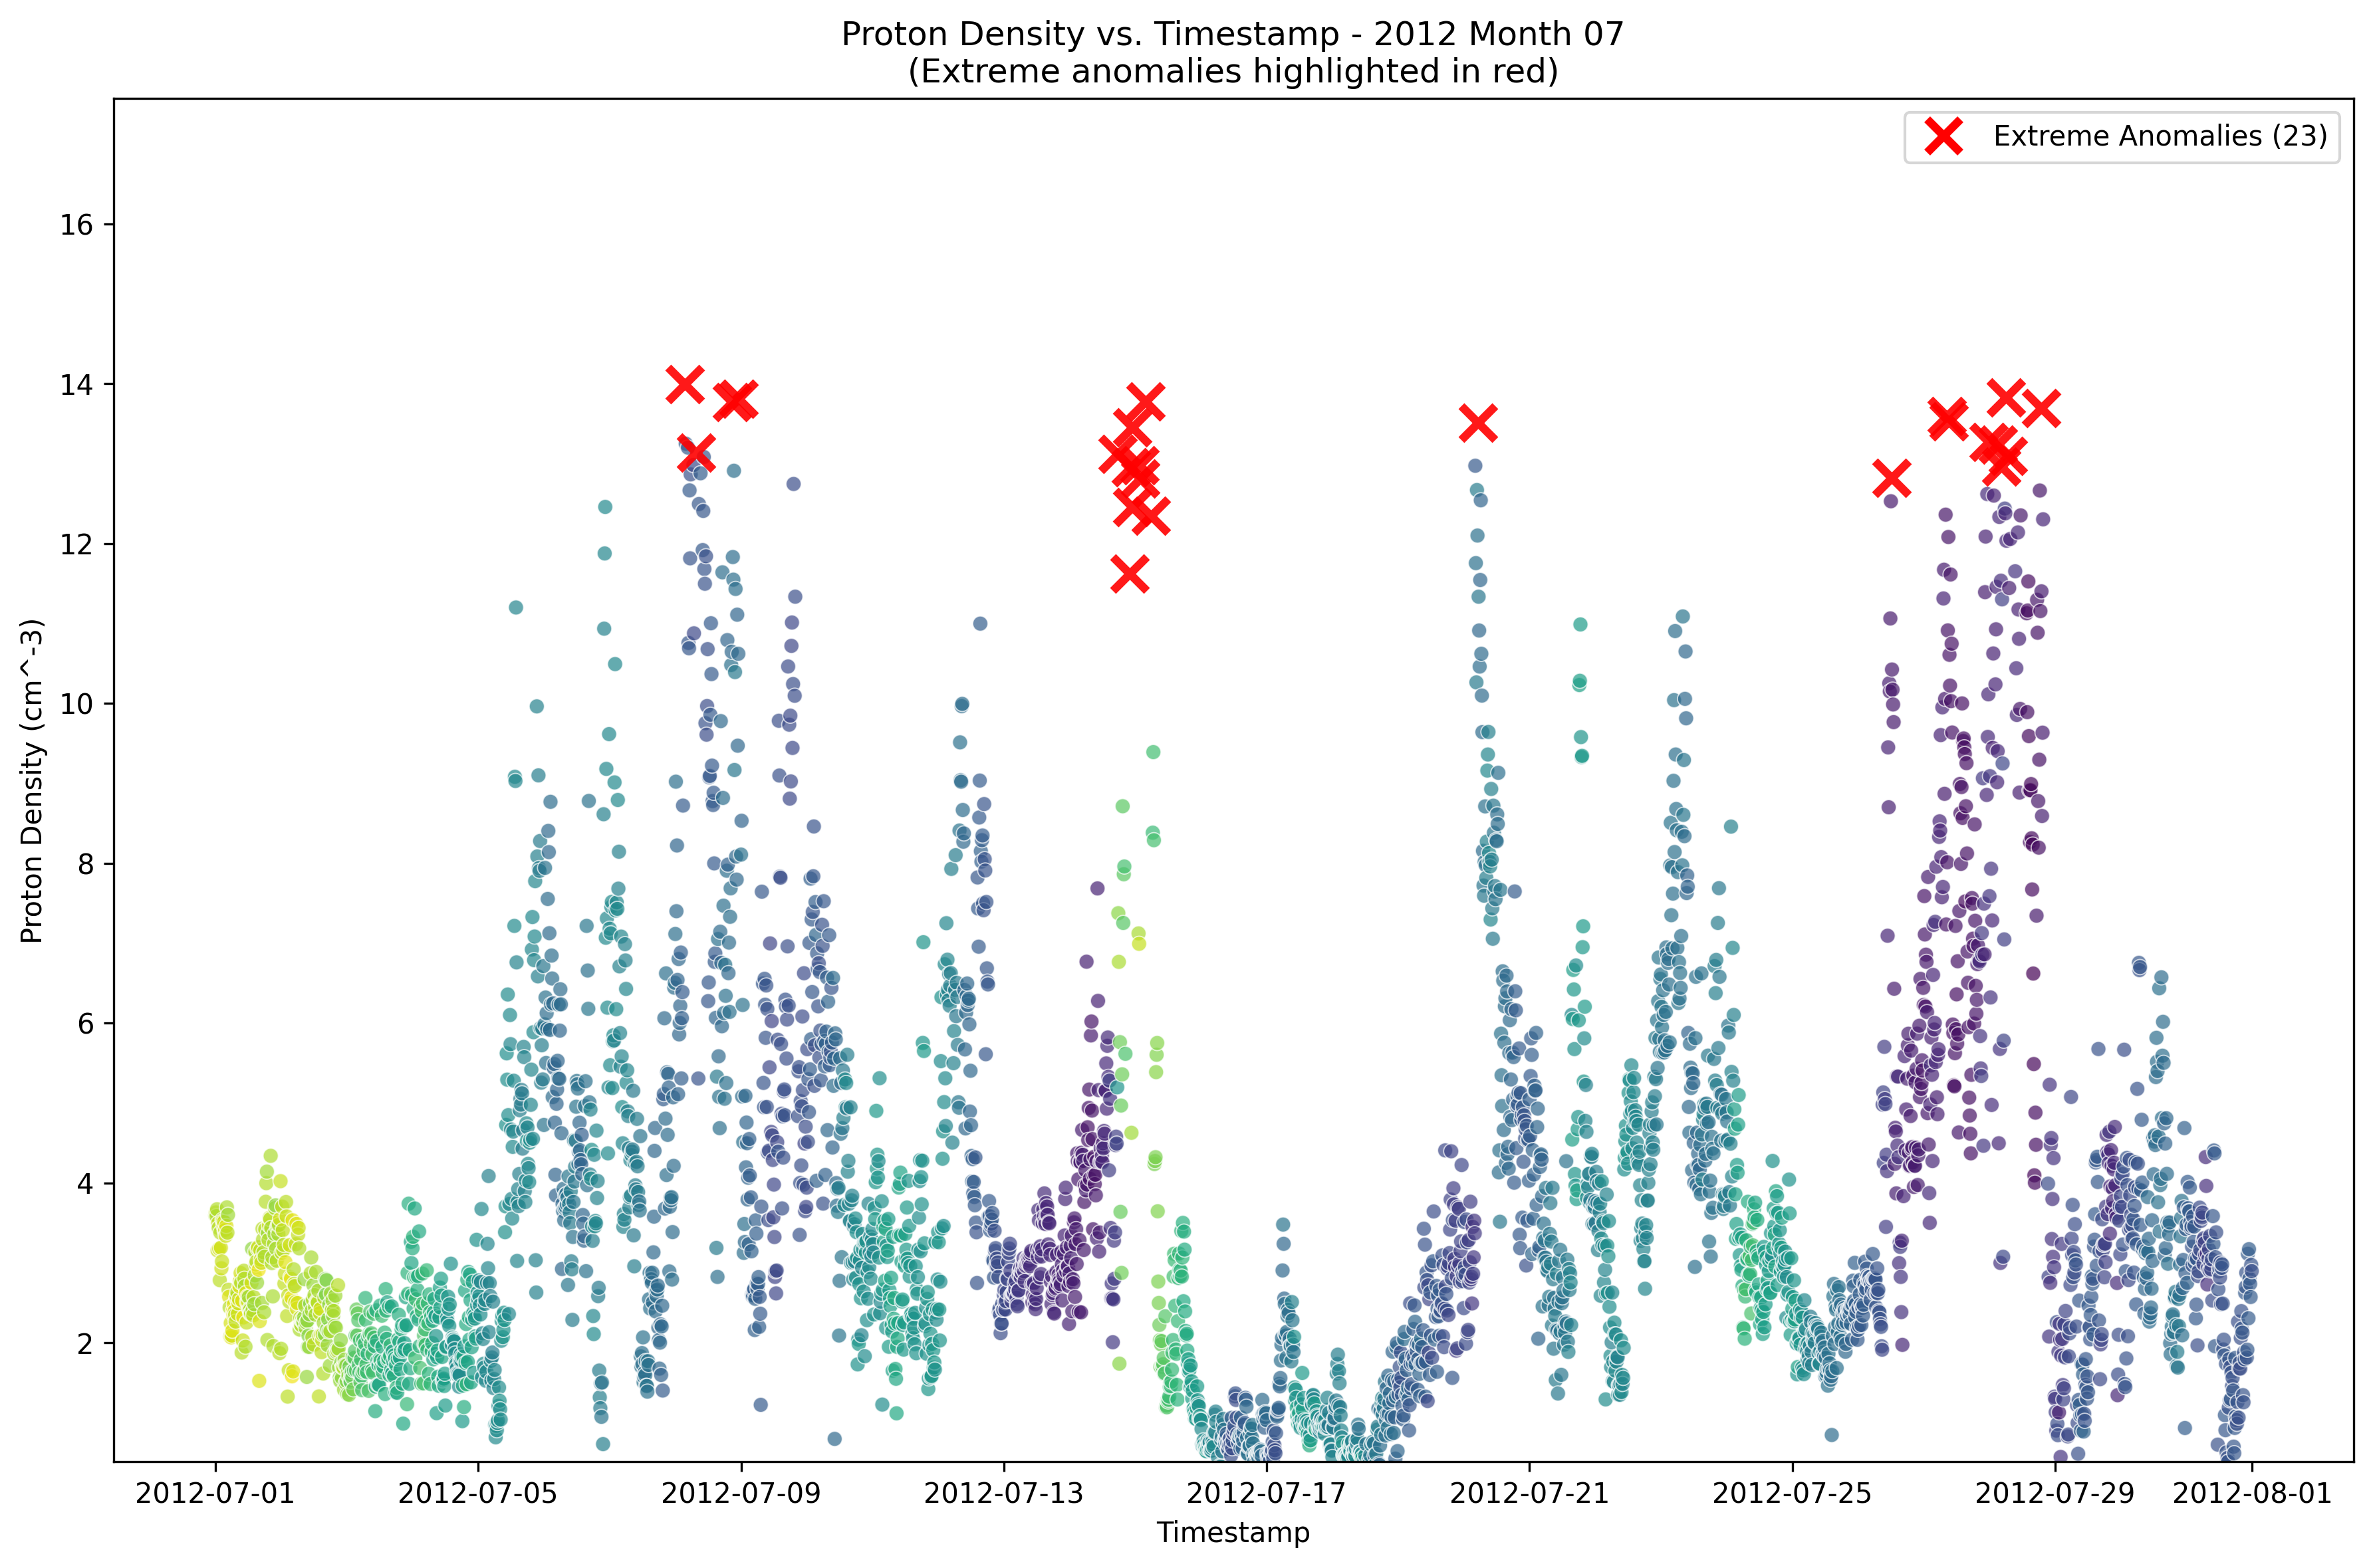 Proton Density vs. Timestamp - 2012 Month 07
(Extreme anomalies highlighted in red)
Extreme Anomalies (23)
Proton Density (cm^-3)
16
14
12
10
8
6
4
2
2012-07-01 2012-07-05 2012-07-09 2012-07-13 2012-07-17 2012-07-21 2012-07-25 2012-07-29 2012-08-01
Timestamp